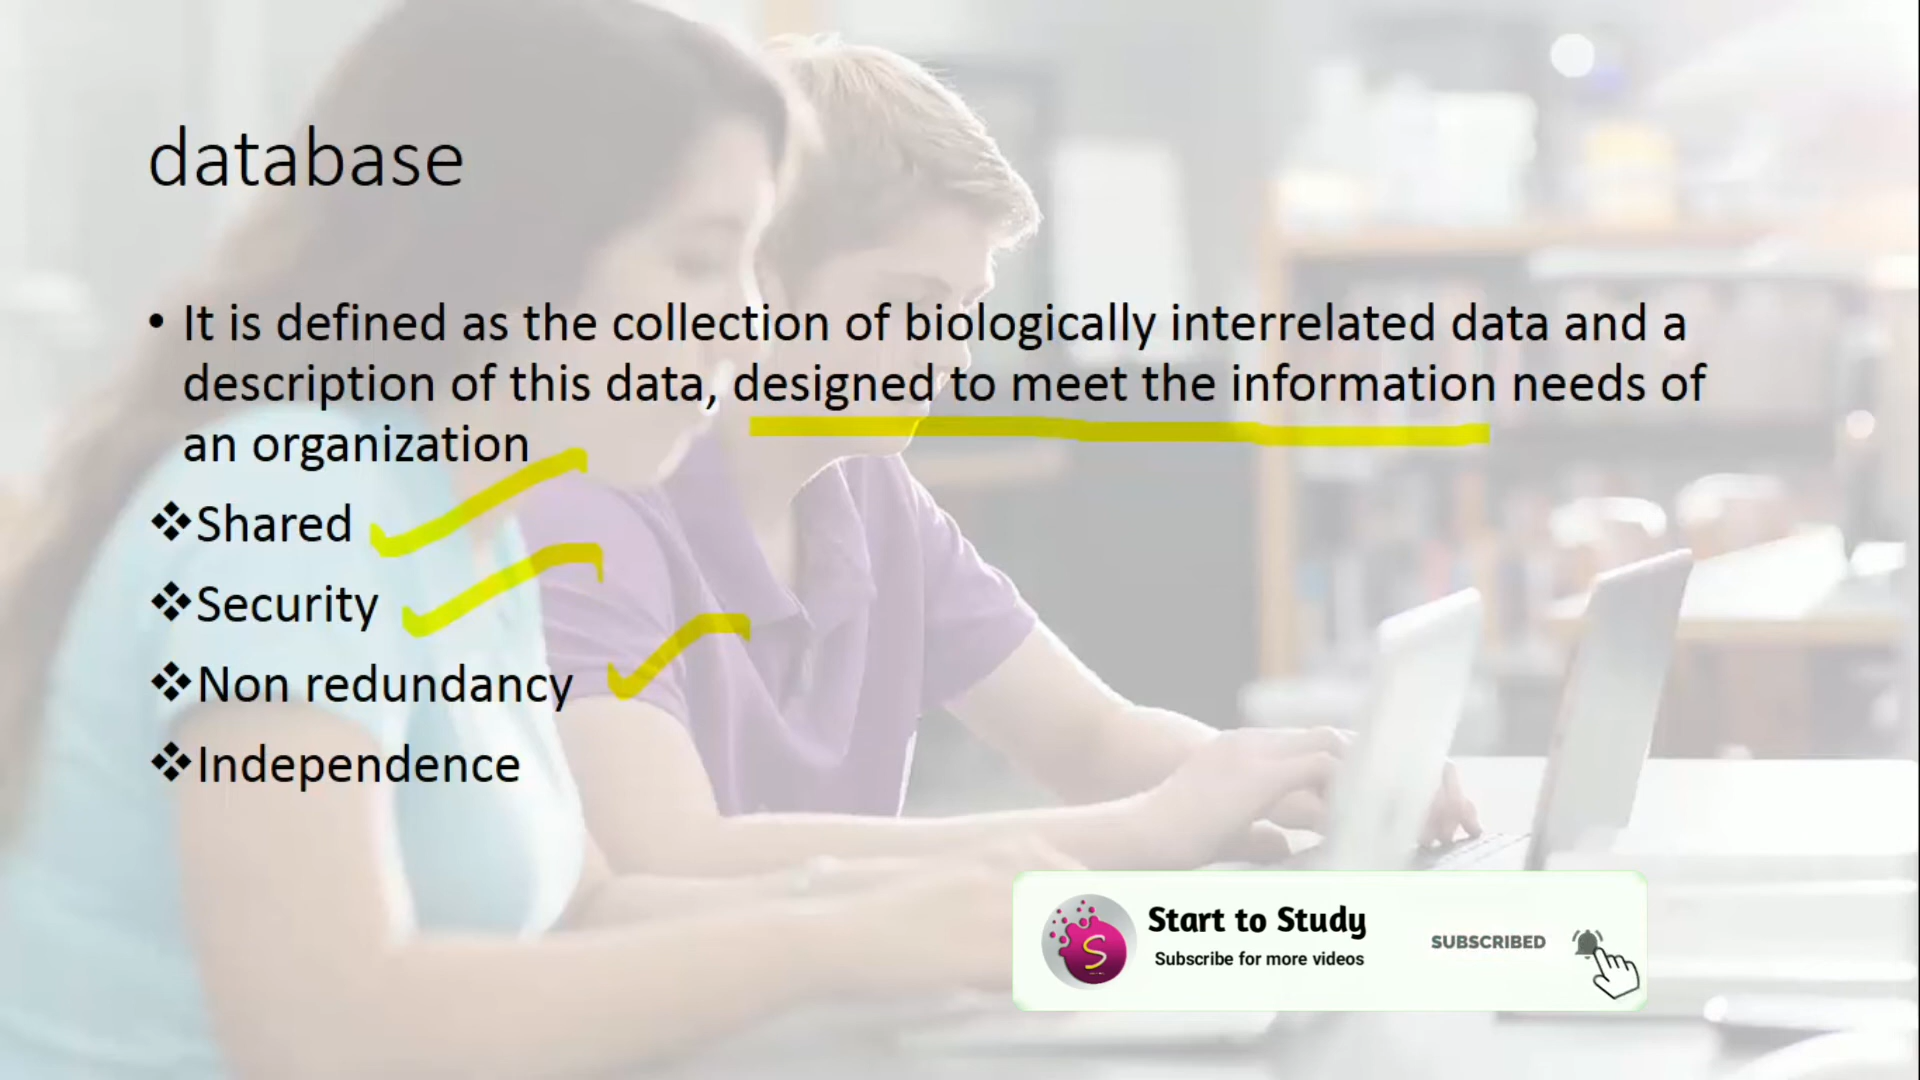 database
• It is defined as the collection of biologically interrelated data and a
description of this data, designed to meet the information needs of
an organization
❖Shared
❖Security
❖Non redundancy
❖Independence
S
Start to Study
Subscribe for more videos
SUBSCRIBED